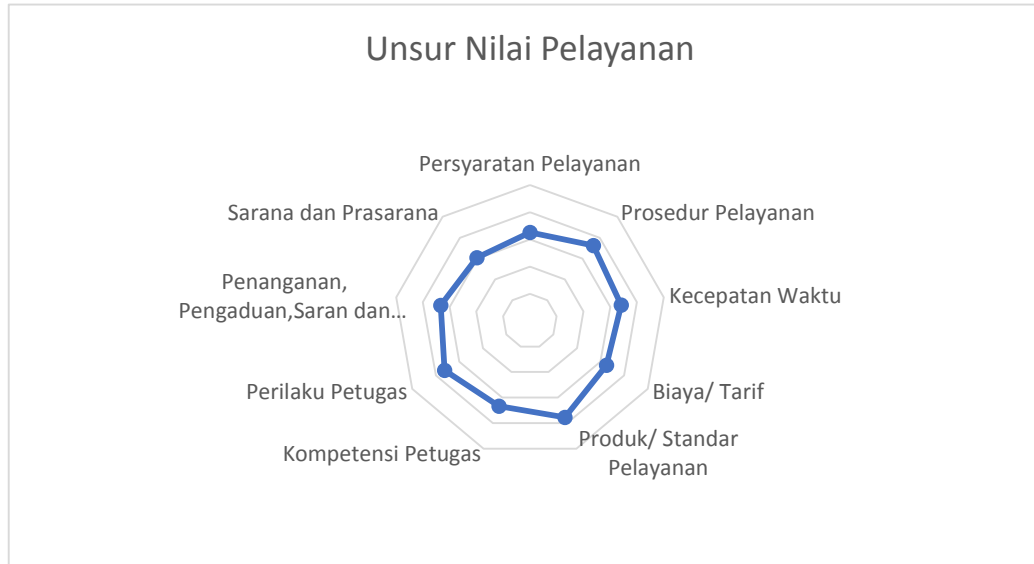 Unsur Nilai Pelayanan
Persyaratan Pelayanan
Prosedur Pelayanan
Kecepatan Waktu
Biaya/ Tarif
Produk/ Standar
Pelayanan
Kompetensi Petugas
Perilaku Petugas
Penanganan,
Pengaduan,Saran dan…
Sarana dan Prasarana